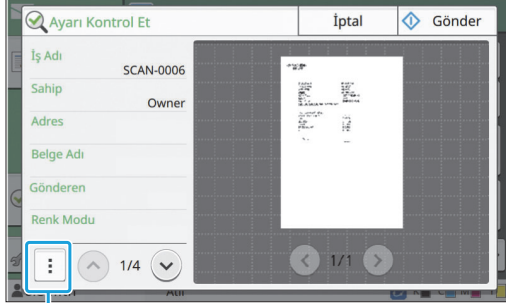 Ayarı Kontrol Et
İptal
Gönder
İş Adı
SCAN-0006
Sahip
Owner
Adres
Belge Adı
Gönderen
Renk Modu
1/4
1/1